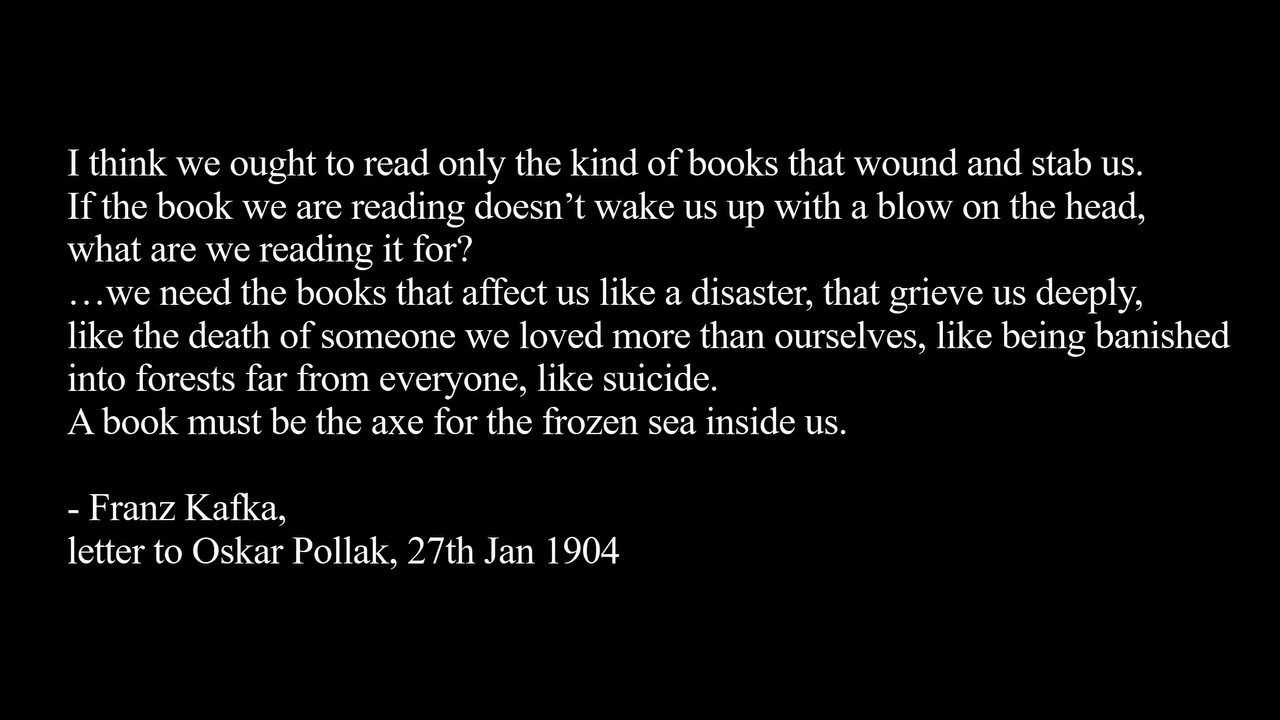 I think we ought to read only the kind of books that wound and stab us.
If the book we are reading doesn’t wake us up with a blow on the head,
what are we reading it for?
…we need the books that affect us like a disaster, that grieve us deeply,
like the death of someone we loved more than ourselves, like being banished
into forests far from everyone, like suicide.
A book must be the axe for the frozen sea inside us.
- Franz Kafka,
letter to Oskar Pollak, 27th Jan 1904